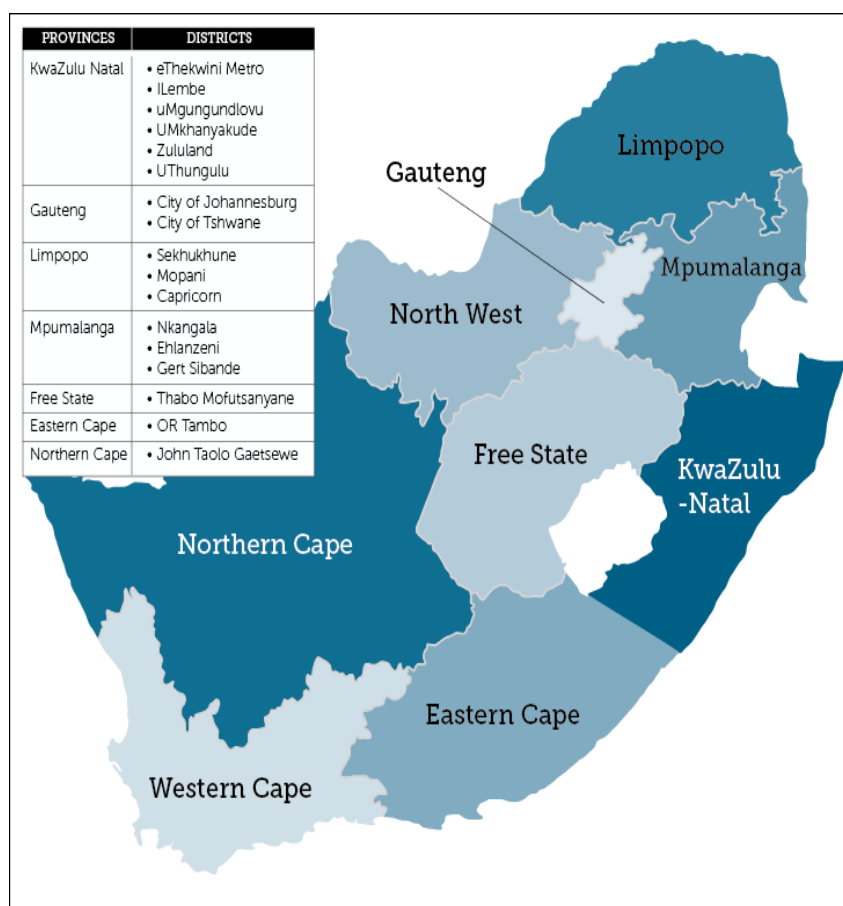 PROVINCES DISTRICTS
KwaZulu Natal • eThekwini Metro
• ILembe
• uMgungundlovu
• UMkhanyakude
• Zululand
• UThungulu
Gauteng • City of Johannesburg
• City of Tshwane
Limpopo • Sekhukhune
• Mopani
• Capricorn
Mpumalanga • Nkangala
• Ehlanzeni
• Gert Sibande
Free State • Thabo Mofutsanyane
Eastern Cape • OR Tambo
Northern Cape • John Taolo Gaetsewe
Limpopo
Gauteng
Mpumalanga
North West
Free State
KwaZulu
-Natal
Northern Cape
Eastern Cape
Western Cape